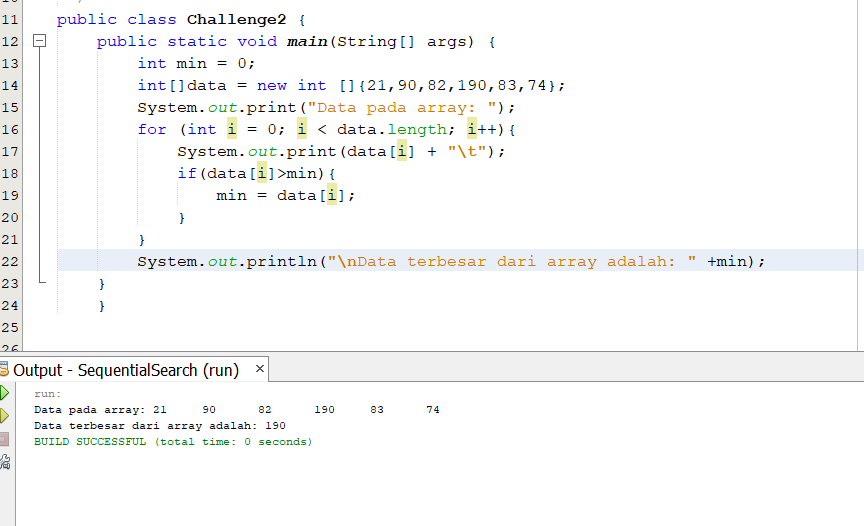 11 public class Challenge2 {
12 public static void main(String[] args) {
13 int min = 0;
14 int[]data = new int []{21,90,82,190,83,74};
15 System.out.print("Data pada array: ");
16 for (int i = 0; i < data.length; i++){
17 System.out.print(data[i] + "\t");
18 if(data[i]>min){
19 min = data[i];
20 }
21 }
22 System.out.println("\nData terbesar dari array adalah: " +min);
23 }
24 }
25
Output - SequentialSearch (run) ×
run:
Data pada array: 21 90 82 190 83 74
Data terbesar dari array adalah: 190
BUILD SUCCESSFUL (total time: 0 seconds)